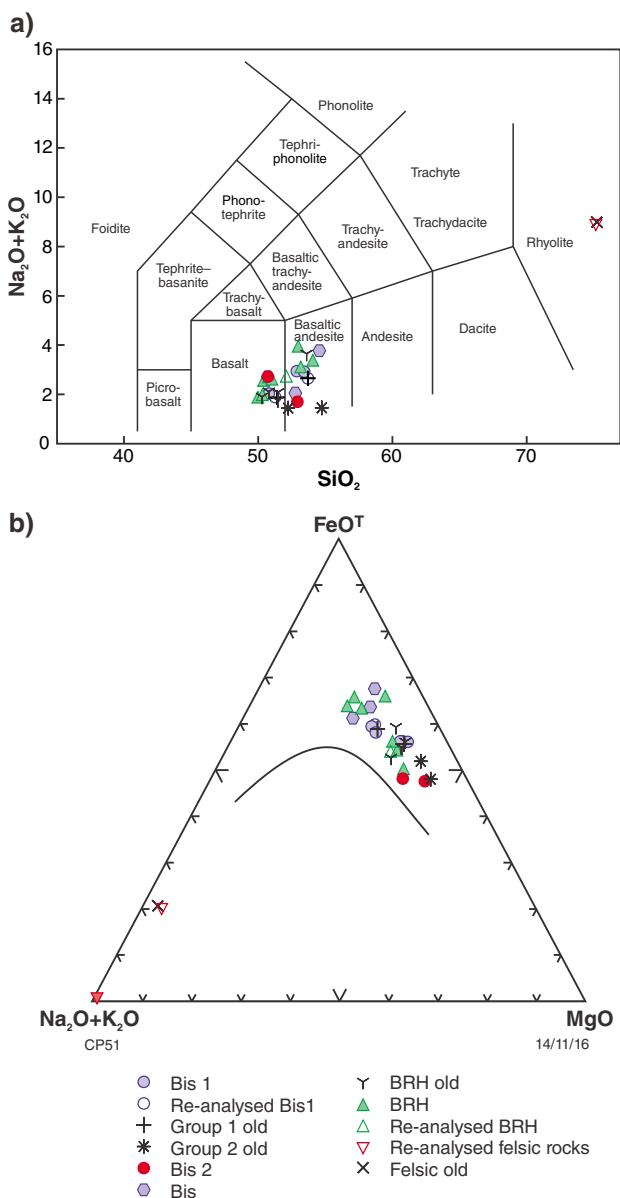 a)
16
14
12
10
8
6
4
2
0
Na₂O+K₂O
Phonolite
Tephri-
phonolite
Trachyte
Phono-
tephrite
Trachydacite
Foidite
Trachy-
andesite
Rhyolite
Tephrite–
basanite
Basaltic
trachy-
andesite
Trachy-
basalt
Basaltic
andesite
Andesite
Dacite
Basalt
Picro-
basalt
40 50 60 70
SiO₂
b)
FeOᵀ
Na₂O+K₂O
MgO
CP51
14/11/16
Bis 1
Re-analysed Bis1
Group 1 old
Group 2 old
Bis 2
Bis
BRH old
BRH
Re-analysed BRH
Re-analysed felsic rocks
Felsic old